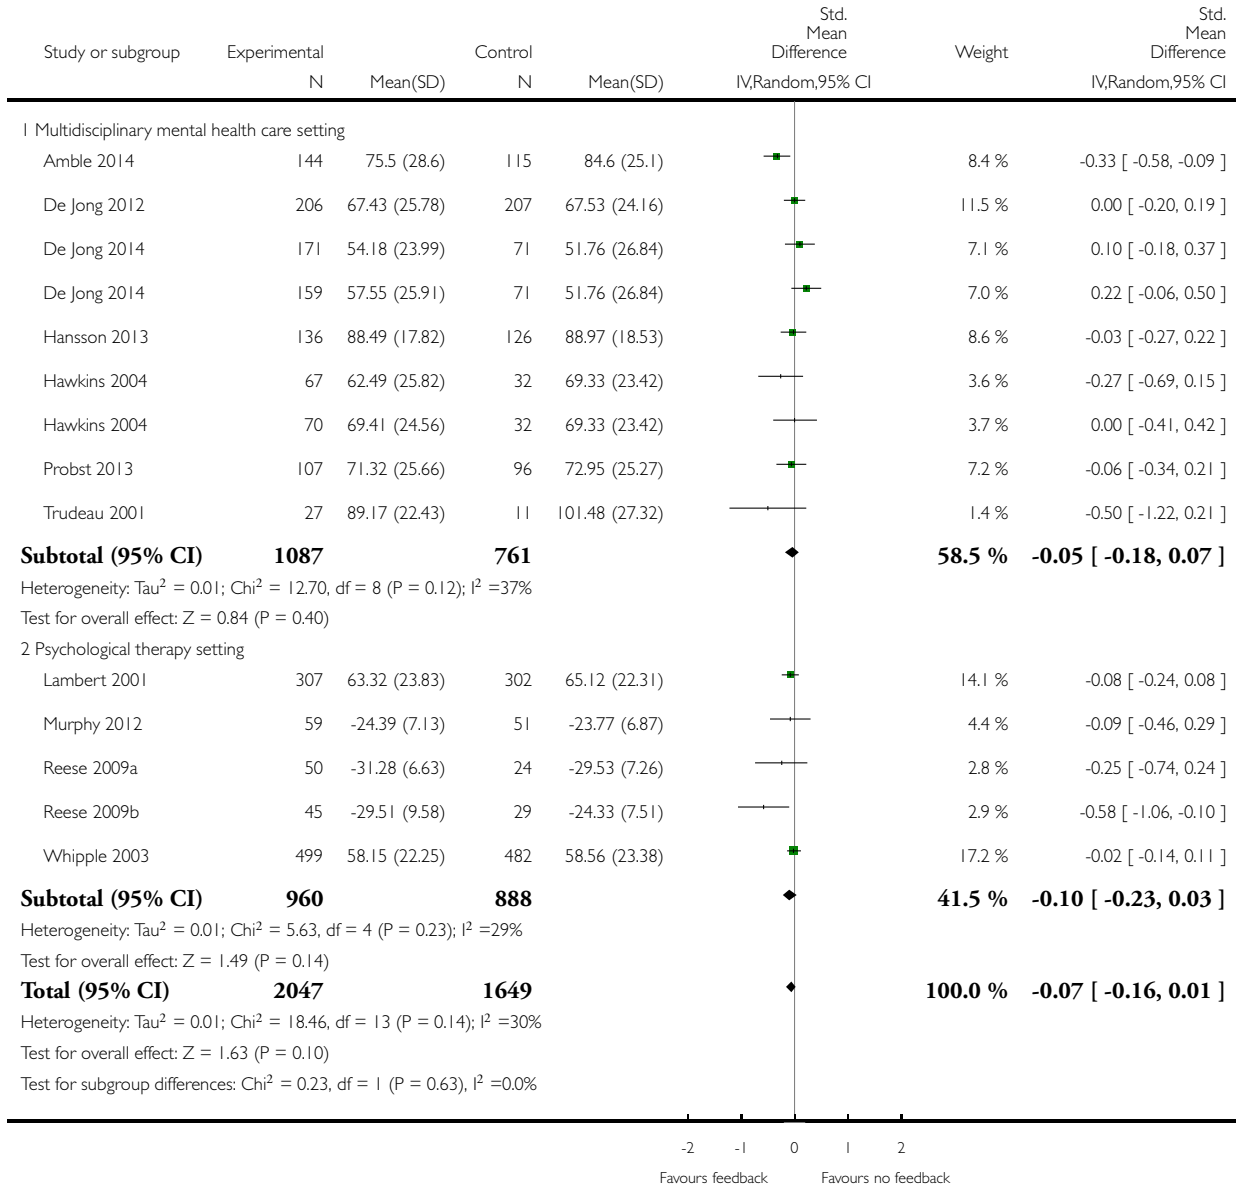 Std.
Mean
Difference
Std.
Mean
Difference
Study or subgroup Experimental Control Weight
N Mean(SD) N Mean(SD) IV,Random,95% CI IV,Random,95% CI
1 Multidisciplinary mental health care setting
Amble 2014 144 75.5 (28.6) 115 84.6 (25.1) 8.4 % -0.33 [ -0.58, -0.09 ]
De Jong 2012 206 67.43 (25.78) 207 67.53 (24.16) 11.5 % 0.00 [ -0.20, 0.19 ]
De Jong 2014 171 54.18 (23.99) 71 51.76 (26.84) 7.1 % 0.10 [ -0.18, 0.37 ]
De Jong 2014 159 57.55 (25.91) 71 51.76 (26.84) 7.0 % 0.22 [ -0.06, 0.50 ]
Hansson 2013 136 88.49 (17.82) 126 88.97 (18.53) 8.6 % -0.03 [ -0.27, 0.22 ]
Hawkins 2004 67 62.49 (25.82) 32 69.33 (23.42) 3.6 % -0.27 [ -0.69, 0.15 ]
Hawkins 2004 70 69.41 (24.56) 32 69.33 (23.42) 3.7 % 0.00 [ -0.41, 0.42 ]
Probst 2013 107 71.32 (25.66) 96 72.95 (25.27) 7.2 % -0.06 [ -0.34, 0.21 ]
Trudeau 2001 27 89.17 (22.43) 11 101.48 (27.32) 1.4 % -0.50 [ -1.22, 0.21 ]
Subtotal (95% CI) 1087 761 58.5 % -0.05 [ -0.18, 0.07 ]
Heterogeneity: Tau² = 0.01; Chi² = 12.70, df = 8 (P = 0.12); I² =37%
Test for overall effect: Z = 0.84 (P = 0.40)
2 Psychological therapy setting
Lambert 2001 307 63.32 (23.83) 302 65.12 (22.31) 14.1 % -0.08 [ -0.24, 0.08 ]
Murphy 2012 59 -24.39 (7.13) 51 -23.77 (6.87) 4.4 % -0.09 [ -0.46, 0.29 ]
Reese 2009a 50 -31.28 (6.63) 24 -29.53 (7.26) 2.8 % -0.25 [ -0.74, 0.24 ]
Reese 2009b 45 -29.51 (9.58) 29 -24.33 (7.51) 2.9 % -0.58 [ -1.06, -0.10 ]
Whipple 2003 499 58.15 (22.25) 482 58.56 (23.38) 17.2 % -0.02 [ -0.14, 0.11 ]
Subtotal (95% CI) 960 888 41.5 % -0.10 [ -0.23, 0.03 ]
Heterogeneity: Tau² = 0.01; Chi² = 5.63, df = 4 (P = 0.23); I² =29%
Test for overall effect: Z = 1.49 (P = 0.14)
Total (95% CI) 2047 1649 100.0 % -0.07 [ -0.16, 0.01 ]
Heterogeneity: Tau² = 0.01; Chi² = 18.46, df = 13 (P = 0.14); I² =30%
Test for overall effect: Z = 1.63 (P = 0.10)
Test for subgroup differences: Chi² = 0.23, df = 1 (P = 0.63), I² =0.0%
-2 -1 0 1 2
Favours feedback Favours no feedback